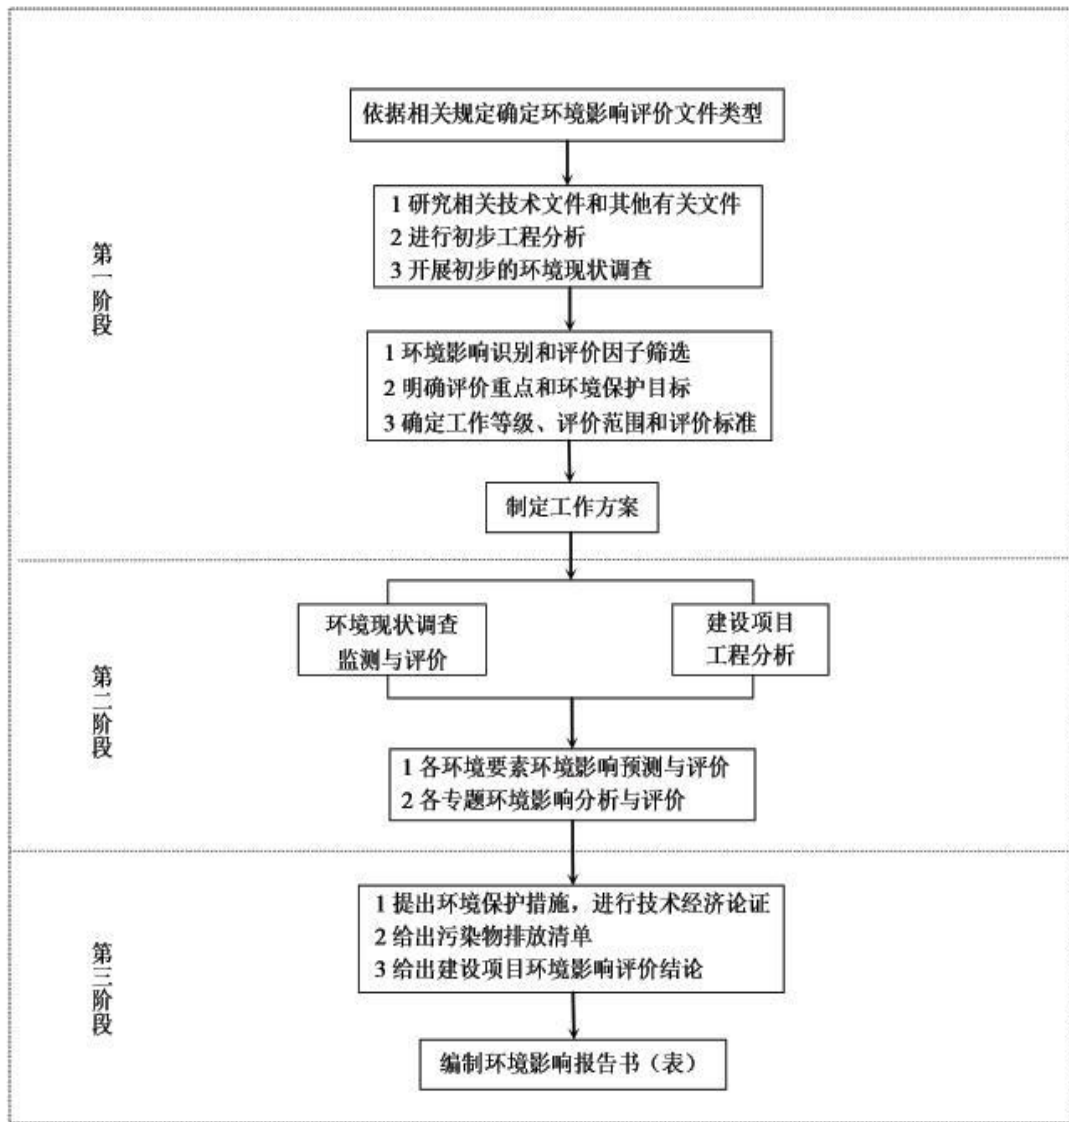 第一阶段
依据相关规定确定环境影响评价文件类型
1 研究相关技术文件和其他有关文件
2 进行初步工程分析
3 开展初步的环境现状调查
1 环境影响识别和评价因子筛选
2 明确评价重点和环境保护目标
3 确定工作等级、评价范围和评价标准
制定工作方案
第二阶段
环境现状调查
监测与评价
建设项目
工程分析
1 各环境要素环境影响预测与评价
2 各专题环境影响分析与评价
第三阶段
1 提出环境保护措施，进行技术经济论证
2 给出污染物排放清单
3 给出建设项目环境影响评价结论
编制环境影响报告书（表）